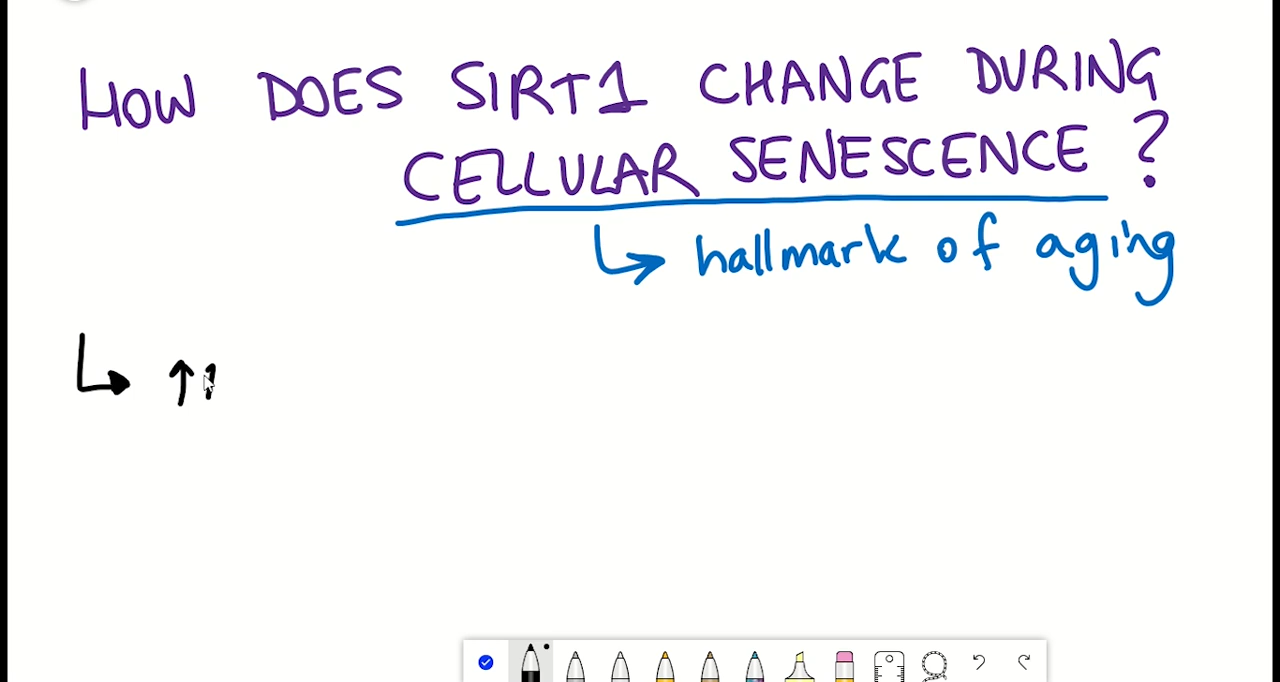 HOW DOES SIRT1 CHANGE DURING
CELLULAR SENESCENCE ?
↳ hallmark of aging
↳ ↑